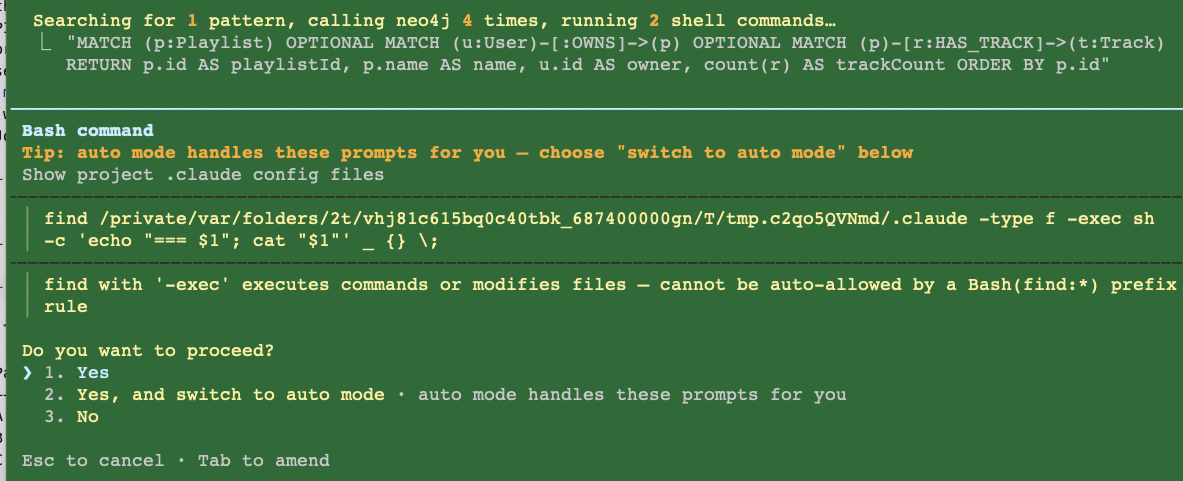 Searching for 1 pattern, calling neo4j 4 times, running 2 shell commands…
"MATCH (p:Playlist) OPTIONAL MATCH (u:User)-[:OWNS]->(p) OPTIONAL MATCH (p)-[r:HAS_TRACK]->(t:Track)
RETURN p.id AS playlistId, p.name AS name, u.id AS owner, count(r) AS trackCount ORDER BY p.id"
Bash command
Tip: auto mode handles these prompts for you — choose "switch to auto mode" below
Show project .claude config files
find /private/var/folders/2t/vhj81c615bq0c40tbk_687400000gn/T/tmp.c2qo5QVNmd/.claude -type f -exec sh
-c 'echo "=== $1"; cat "$1"' _ {} \;
find with '-exec' executes commands or modifies files — cannot be auto-allowed by a Bash(find:*) prefix
rule
Do you want to proceed?
❯ 1. Yes
2. Yes, and switch to auto mode · auto mode handles these prompts for you
3. No
Esc to cancel · Tab to amend